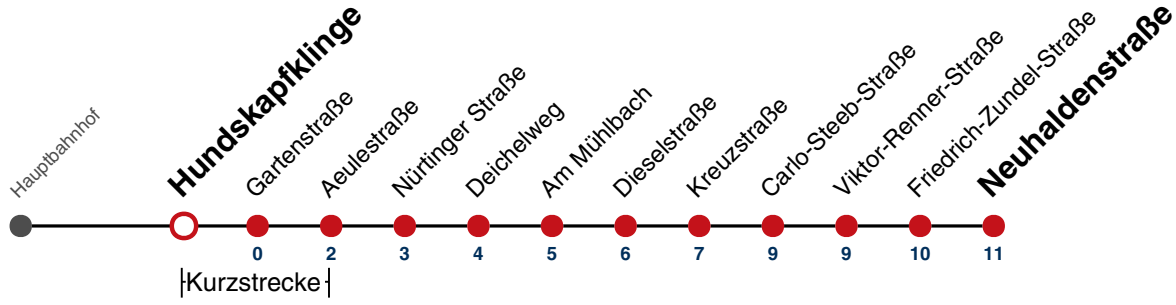 Hauptbahnhof
Hundskapfklinge
Gartenstraße
Aeulestraße
Nürtinger Straße
Deichelweg
Am Mühlbach
Dieselstraße
Kreuzstraße
Carlo-Steeb-Straße
Viktor-Renner-Straße
Friedrich-Zundel-Straße
Neuhaldenstraße
0 2 3 4 5 6 7 9 9 10 11
Kurzstrecke